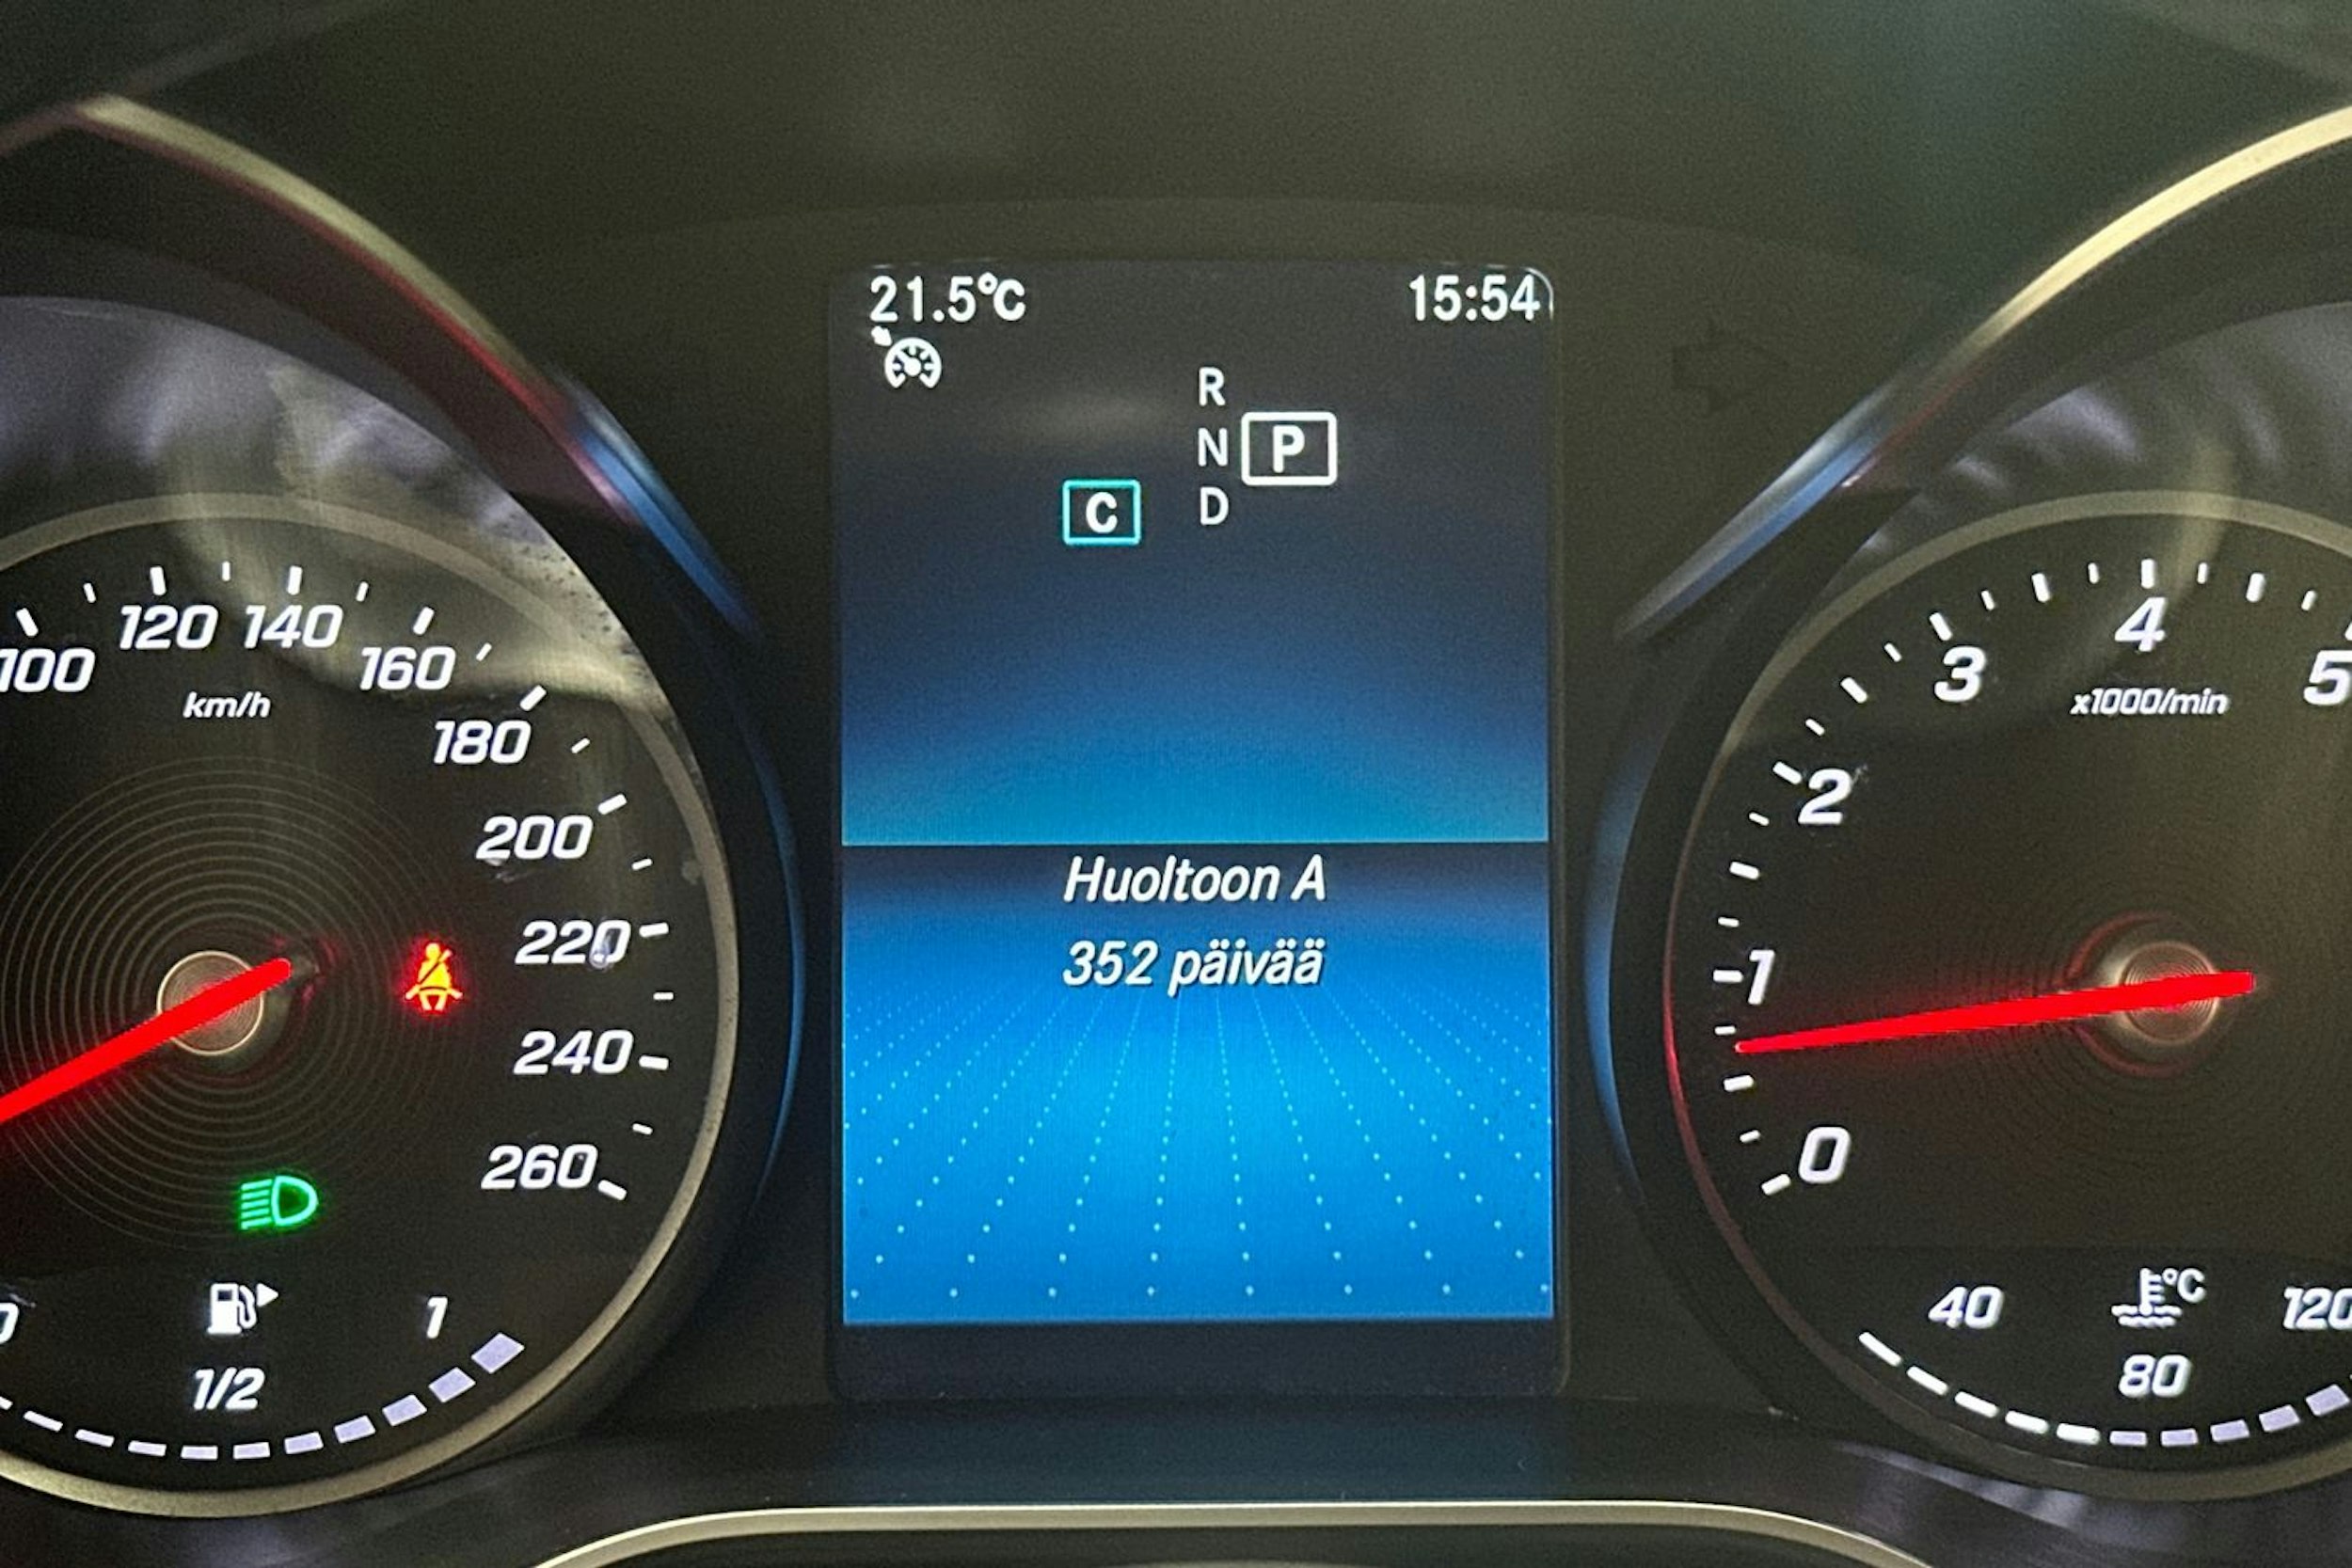 21.5°C 15:54
R
N P
C D
Huoltoon A
352 päivää
100 120 140 160 180 200 220 240 260
km/h
1/2 1
0 1 2 3 4 5
x1000/min
°C
40 80 120